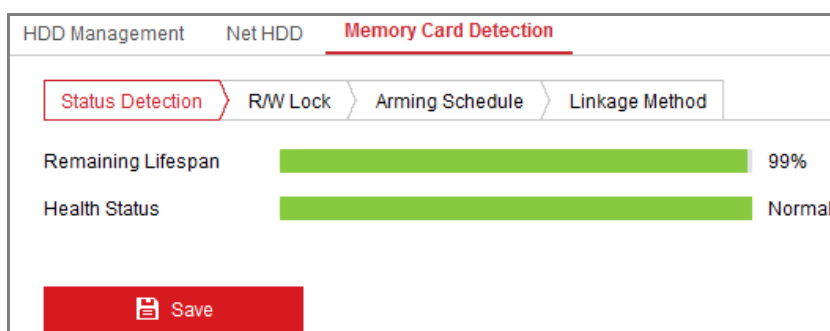 HDD Management Net HDD Memory Card Detection
Status Detection R/W Lock Arming Schedule Linkage Method
Remaining Lifespan 99%
Health Status Normal
Save